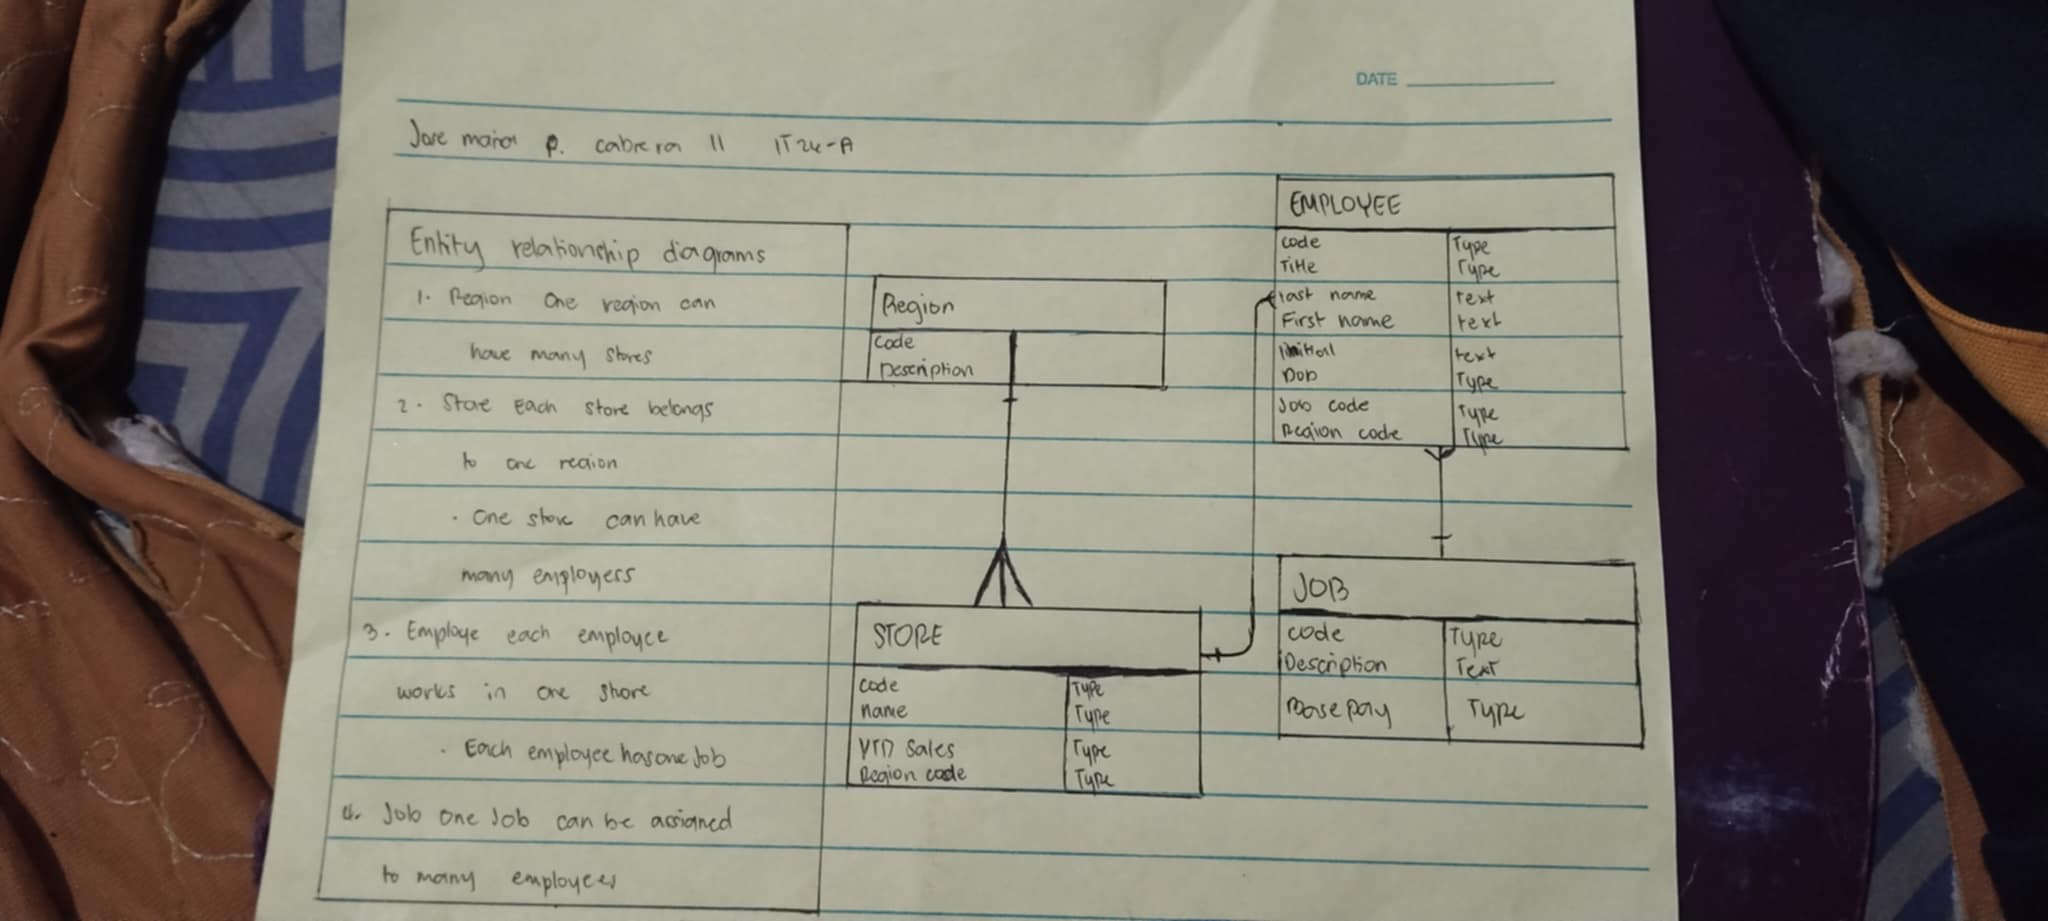 DATE
Jose maria P. cabrera II IT2K-A
Entity relationship diagrams
1. Region One region can
have many stores
2. Store Each store belongs
to one region
· One store can have
many employers
3. Employe each employee
works in one store
· Each employee has one Job
4. Job One Job can be assigned
to many employees
Region
Code
Description
STORE
code Type
name Type
YTD Sales Type
Region code Type
EMPLOYEE
code Type
Title Type
last name text
First name text
Initial text
DOB Type
Job code Type
Region code Type
JOB
code Type
Description Text
Base pay Type